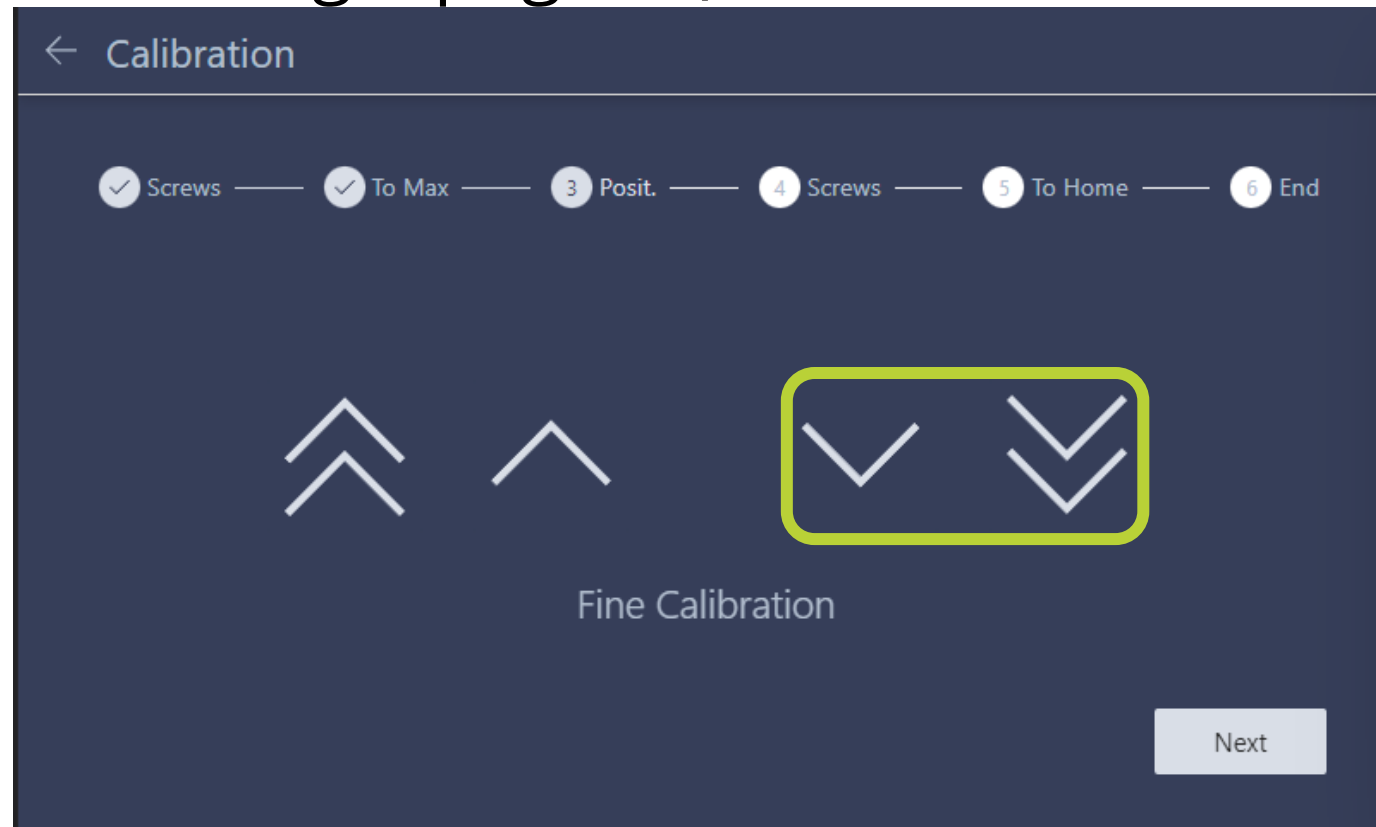 Calibration
Screws To Max 3 Posit. 4 Screws 5 To Home 6 End
Fine Calibration
Next